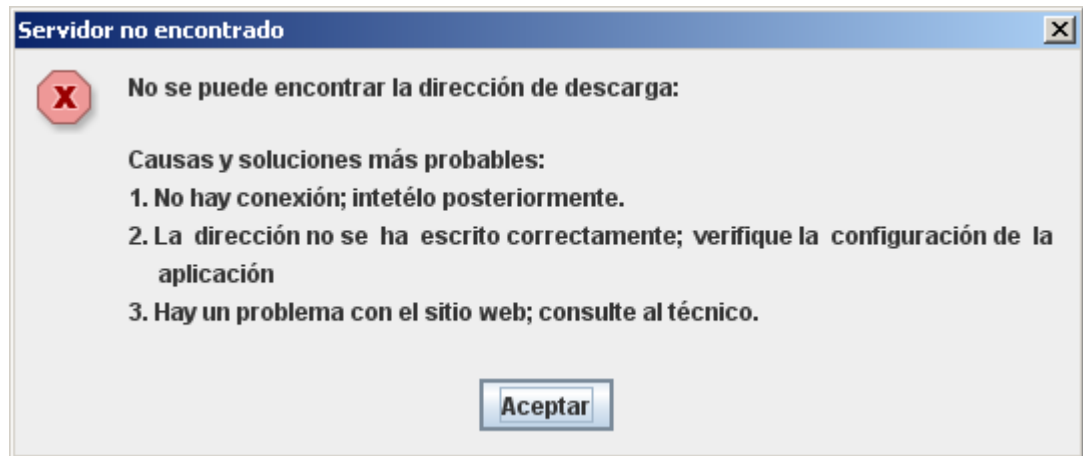 Servidor no encontrado
No se puede encontrar la dirección de descarga:
Causas y soluciones más probables:
1. No hay conexión; intetélo posteriormente.
2. La dirección no se ha escrito correctamente; verifique la configuración de la
aplicación
3. Hay un problema con el sitio web; consulte al técnico.
Aceptar